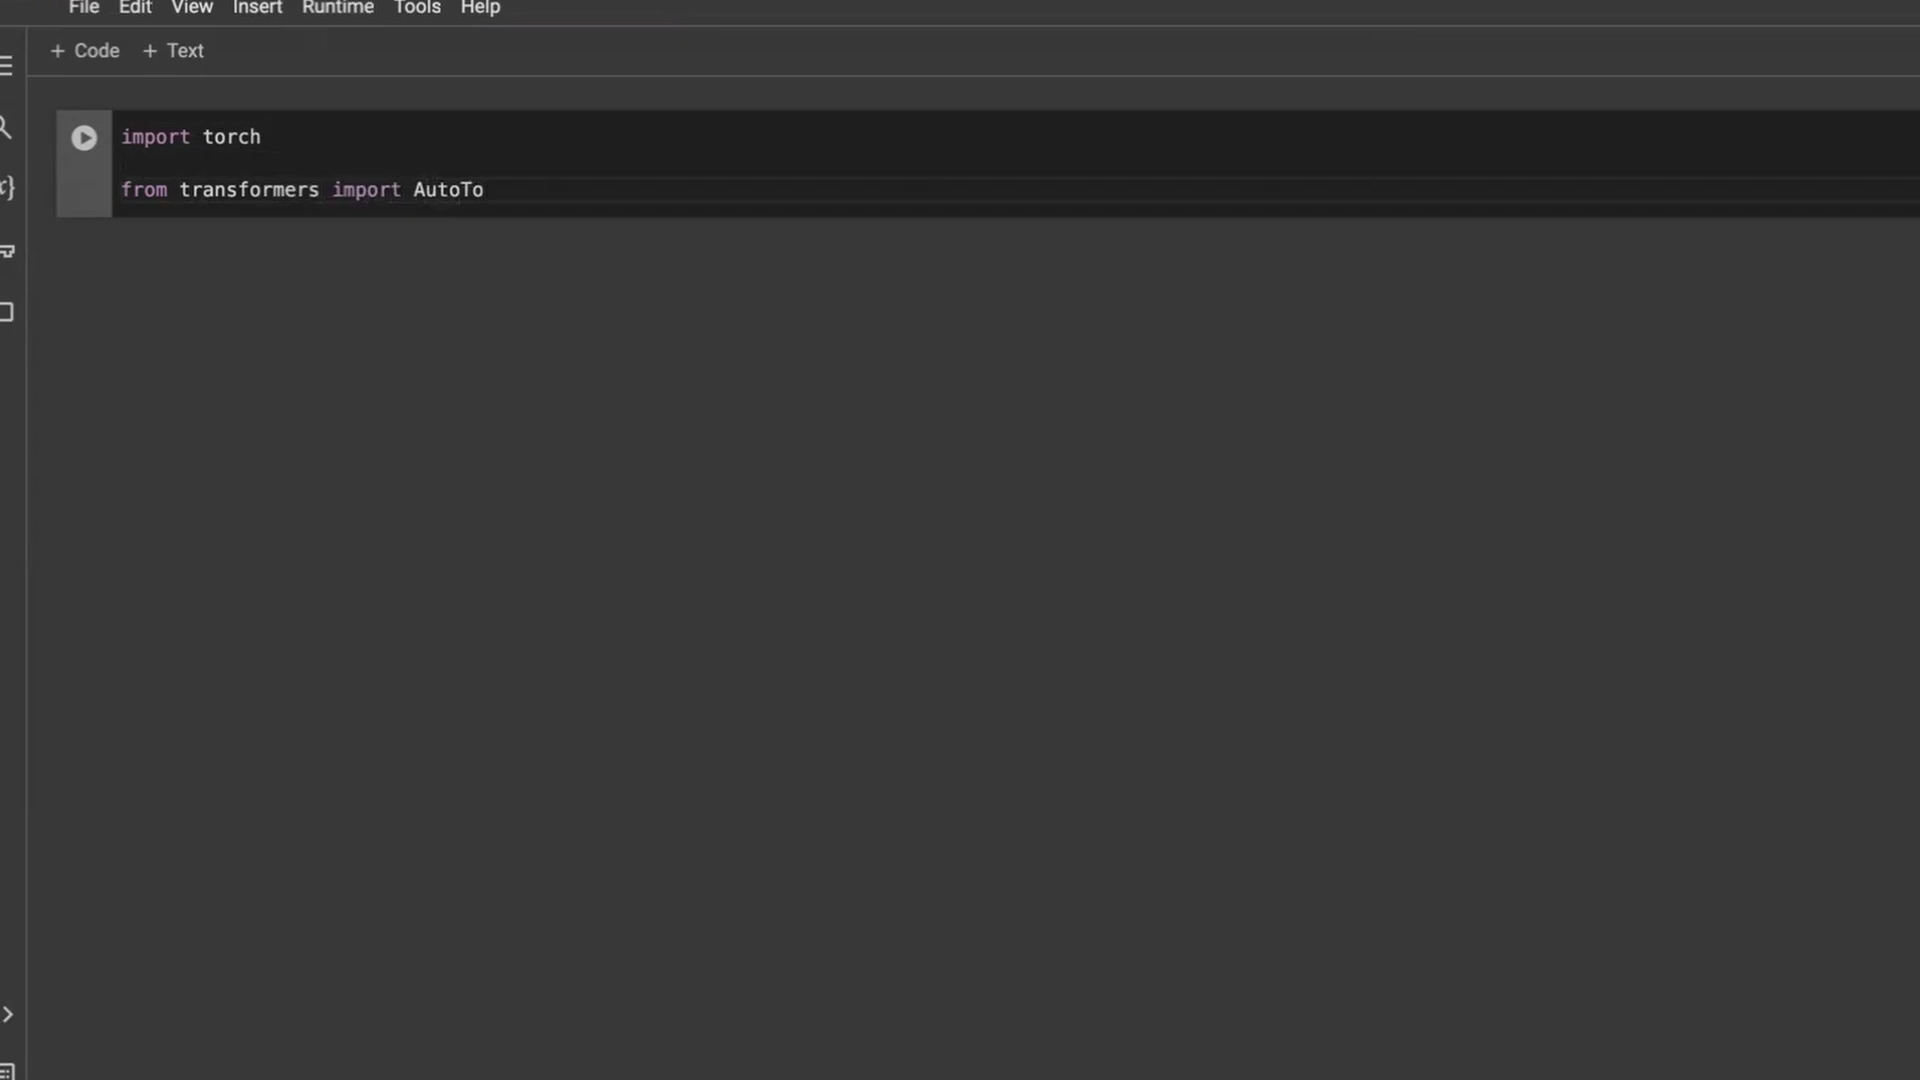 File Edit View Insert Runtime Tools Help
+ Code + Text
import torch
from transformers import AutoTo